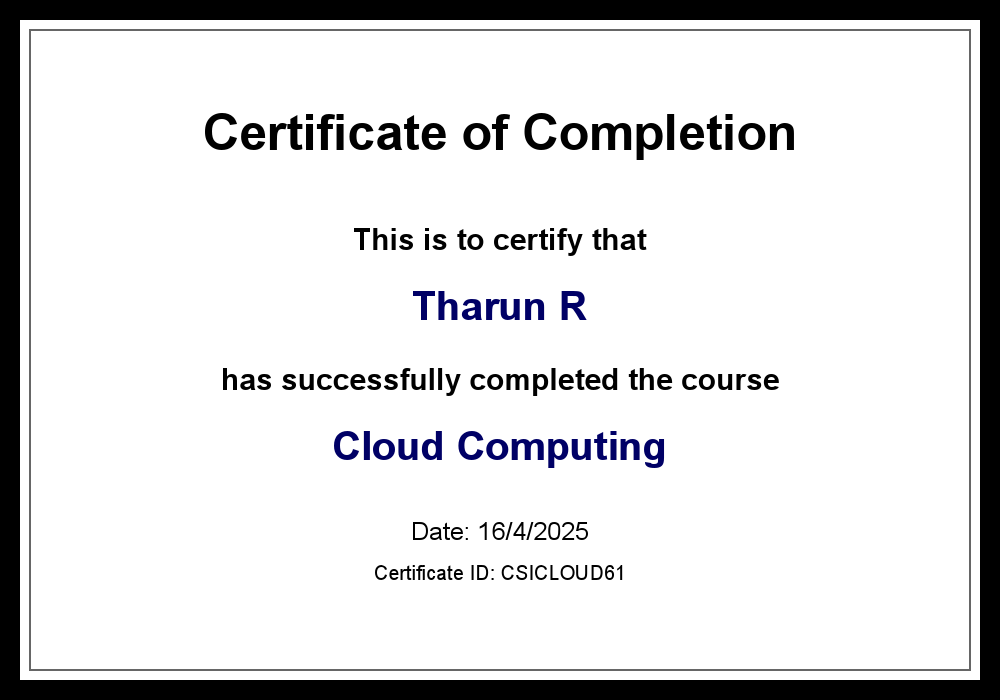 Certificate of Completion
This is to certify that
Tharun R
has successfully completed the course
Cloud Computing
Date: 16/4/2025
Certificate ID: CSICLOUD61